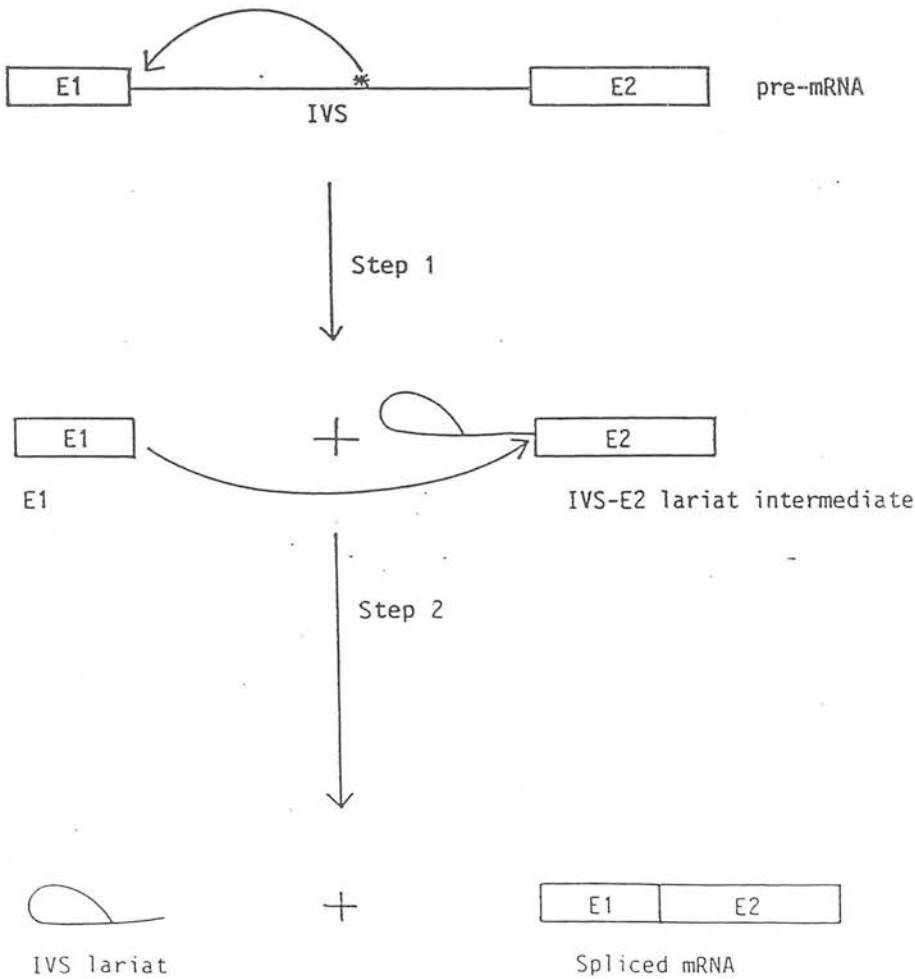 E1 E2 pre-mRNA
*
IVS
Step 1
E1 + E2
E1 IVS-E2 lariat intermediate
Step 2
+ E1 E2
IVS lariat Spliced mRNA